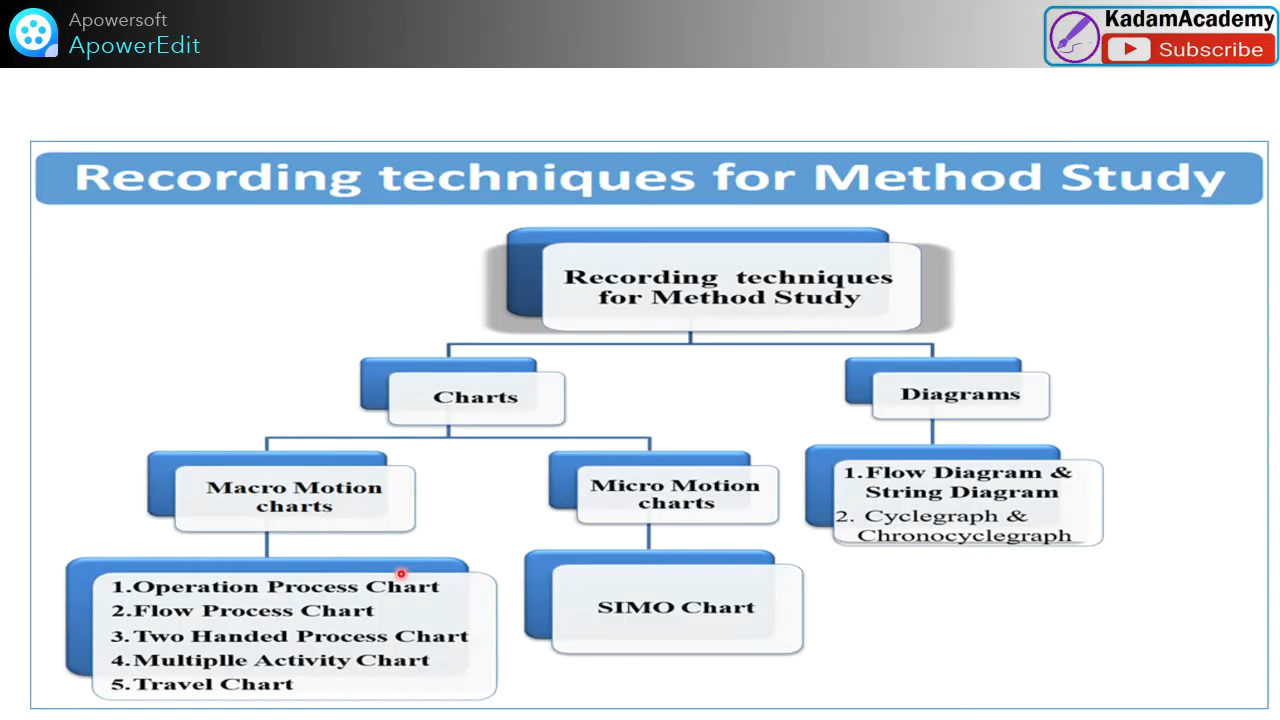 Apowersoft
ApowerEdit
KadamAcademy
Subscribe
Recording techniques for Method Study
Recording techniques
for Method Study
Charts
Diagrams
Macro Motion
charts
Micro Motion
charts
1.Flow Diagram &
String Diagram
2. Cyclegraph &
Chronocyclegraph
1.Operation Process Chart
2.Flow Process Chart
3.Two Handed Process Chart
4.Multiplle Activity Chart
5.Travel Chart
SIMO Chart